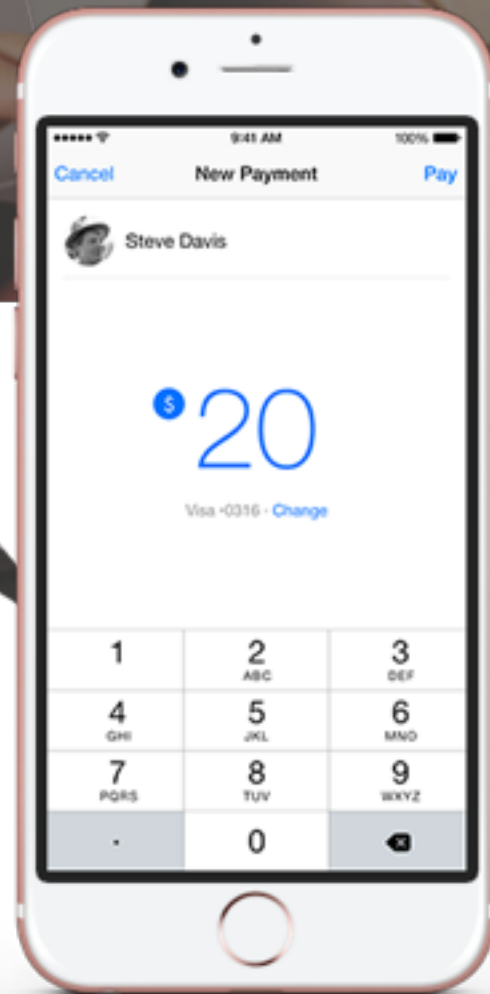 9:41 AM 100%
Cancel New Payment Pay
Steve Davis
$ 20
Visa •0316 · Change
1 2 3
ABC DEF
4 5 6
GHI JKL MNO
7 8 9
PQRS TUV WXYZ
. 0